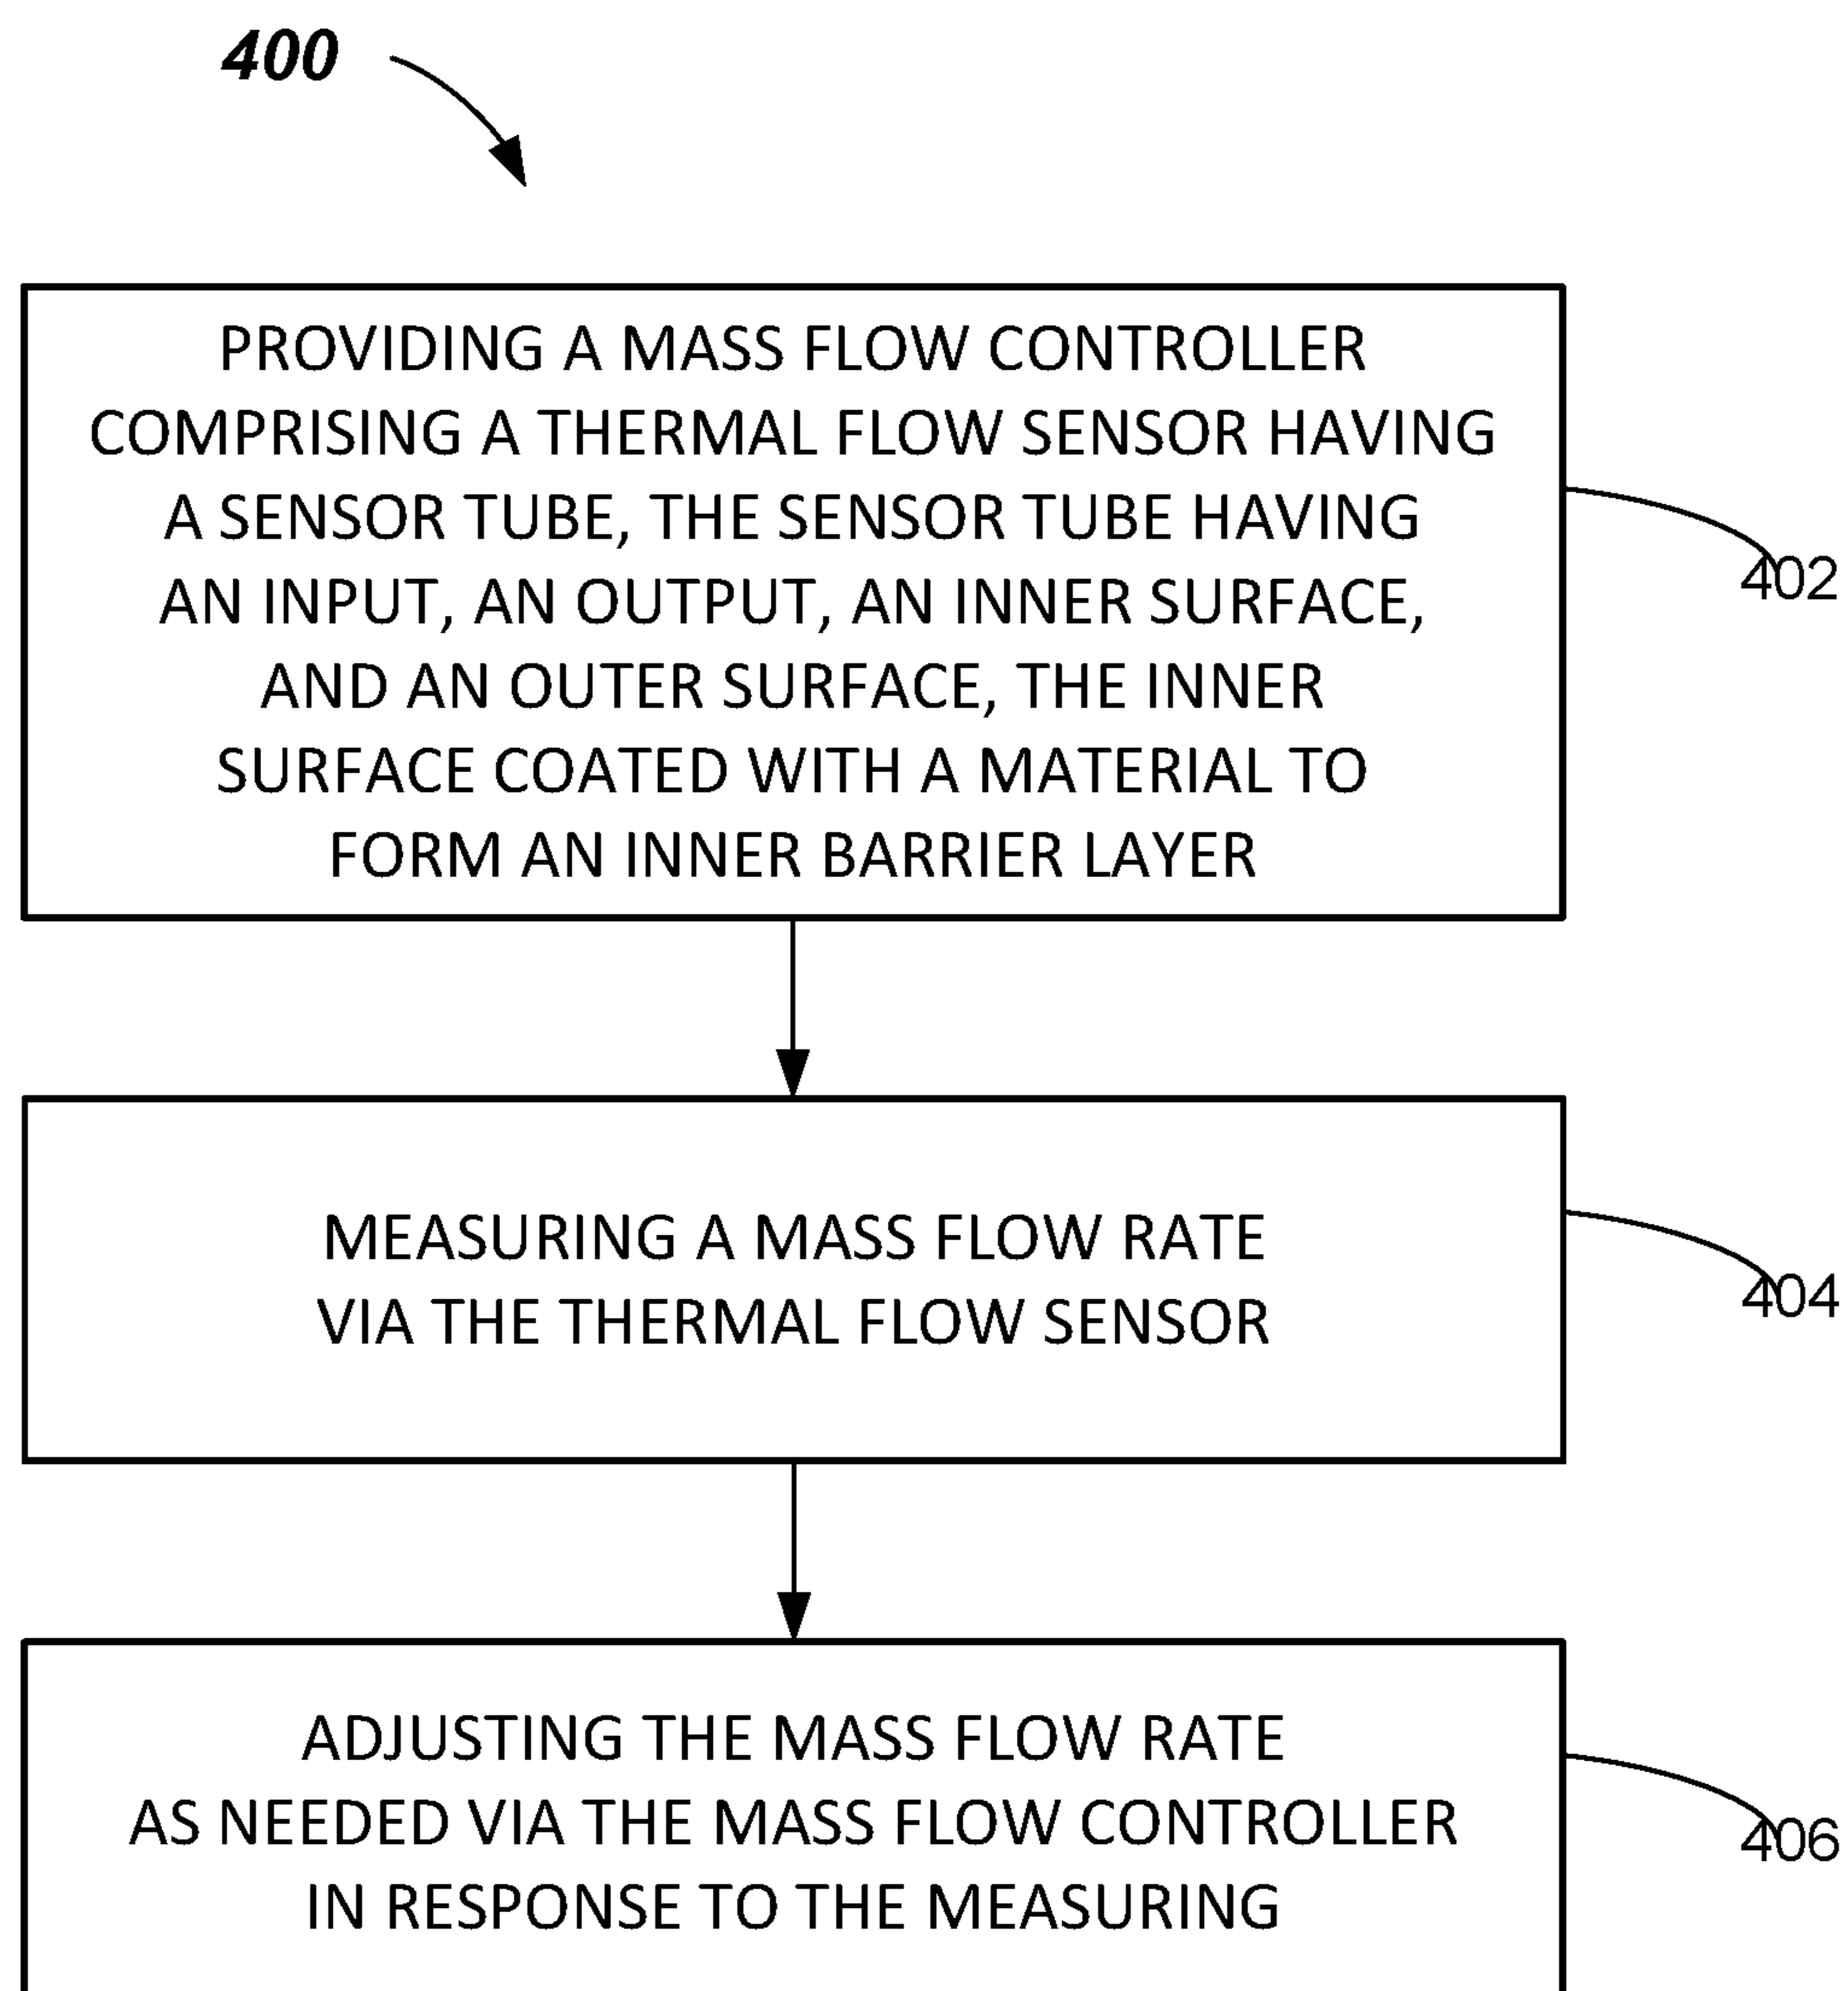 400
PROVIDING A MASS FLOW CONTROLLER
COMPRISING A THERMAL FLOW SENSOR HAVING
A SENSOR TUBE, THE SENSOR TUBE HAVING
AN INPUT, AN OUTPUT, AN INNER SURFACE,
AND AN OUTER SURFACE, THE INNER
SURFACE COATED WITH A MATERIAL TO
FORM AN INNER BARRIER LAYER
402
MEASURING A MASS FLOW RATE
VIA THE THERMAL FLOW SENSOR
404
ADJUSTING THE MASS FLOW RATE
AS NEEDED VIA THE MASS FLOW CONTROLLER
IN RESPONSE TO THE MEASURING
406